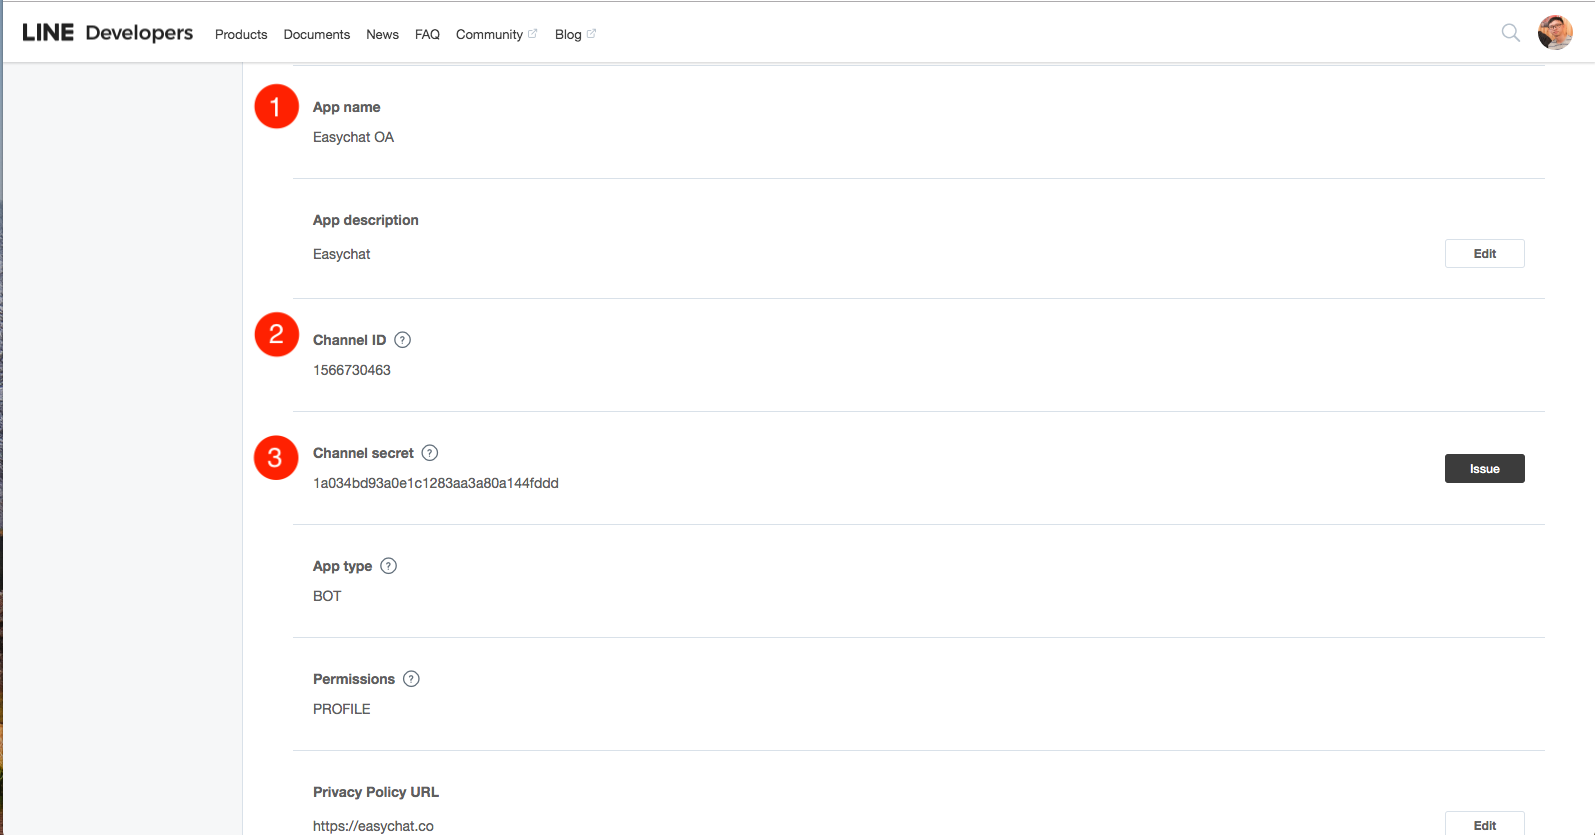 LINE Developers Products Documents News FAQ Community Blog
1 App name
Easychat OA
App description
Easychat Edit
2 Channel ID ?
1566730463
3 Channel secret ?
1a034bd93a0e1c1283aa3a80a144fddd Issue
App type ?
BOT
Permissions ?
PROFILE
Privacy Policy URL
https://easychat.co Edit